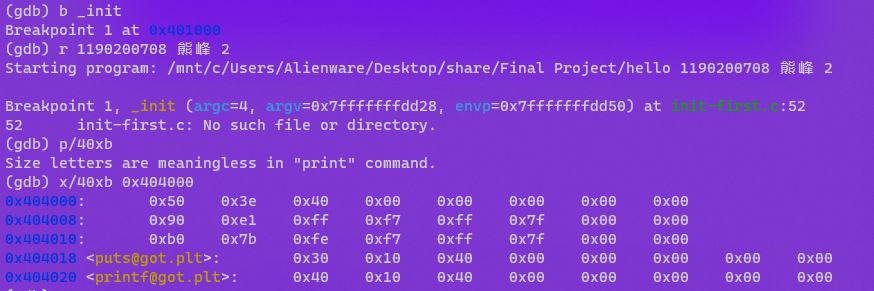 (gdb) b _init
Breakpoint 1 at 0x401000
(gdb) r 1190200708 熊峰 2
Starting program: /mnt/c/Users/Alienware/Desktop/share/Final Project/hello 1190200708 熊峰 2

Breakpoint 1, _init (argc=4, argv=0x7fffffffdd28, envp=0x7fffffffdd50) at init-first.c:52
52      init-first.c: No such file or directory.
(gdb) p/40xb
Size letters are meaningless in "print" command.
(gdb) x/40xb 0x404000
0x404000:       0x50    0x3e    0x40    0x00    0x00    0x00    0x00    0x00
0x404008:       0x90    0xe1    0xff    0xf7    0xff    0x7f    0x00    0x00
0x404010:       0xb0    0x7b    0xfe    0xf7    0xff    0x7f    0x00    0x00
0x404018 <puts@got.plt>:        0x30    0x10    0x40    0x00    0x00    0x00    0x00    0x00
0x404020 <printf@got.plt>:      0x40    0x10    0x40    0x00    0x00    0x00    0x00    0x00